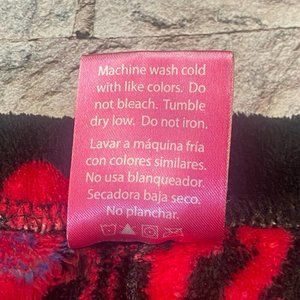 Machine wash cold
with like colors. Do
not bleach. Tumble
dry low. Do not iron.
Lavar a máquina fría
con colores similares.
No usa blanqueador.
Secadora baja seco.
No planchar.